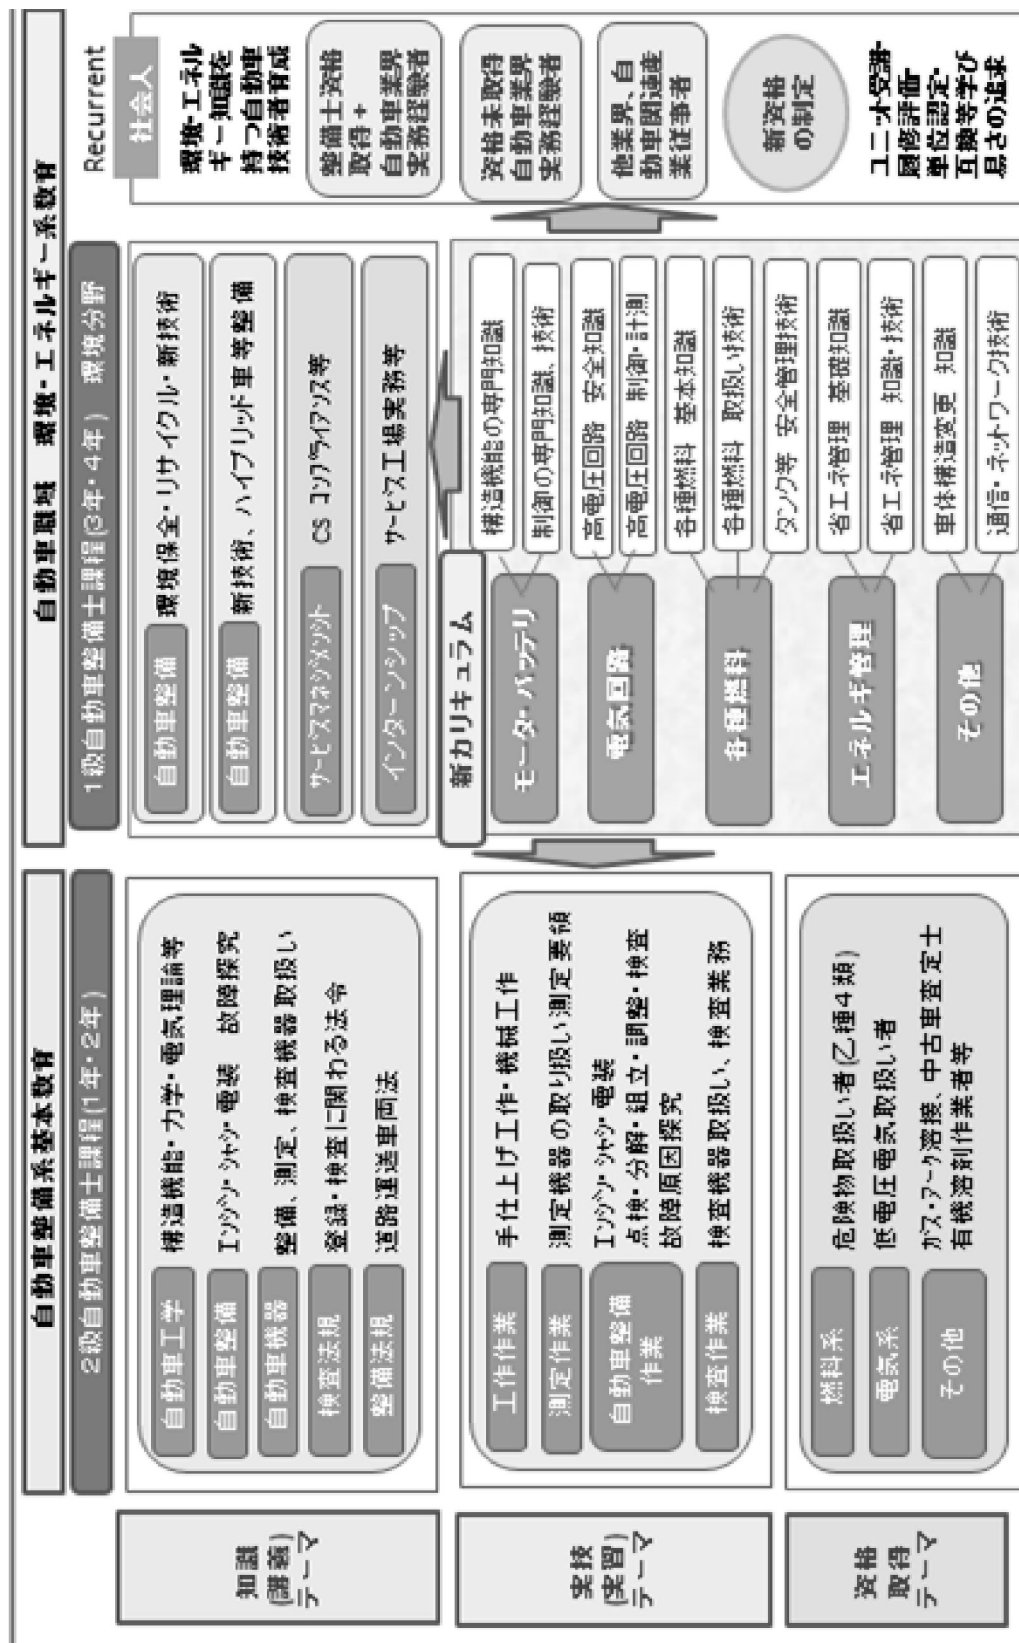 自動車整備系基本教育
2級自動車整備士課程(1年・2年)
知識
(講義)
テーマ
自動車工学
構造機能・力学・電気理論等
自動車整備
エンジン・シャシ・電装　故障探究
自動車機器
整備、測定、検査機器取扱い
検査法規
登録・検査に関わる法令
整備法規
道路運送車両法
実技
(実習)
テーマ
工作作業
手仕上げ工作・機械工作
測定作業
測定機器の取り扱い測定要領
自動車整備
作業
エンジン・シャシ・電装
点検・分解・組立・調整・検査
故障原因探究
検査作業
検査機器取扱い、検査業務
資格
取得
テーマ
燃料系
危険物取扱い者(乙種4類)
電気系
低電圧電気取扱い者
その他
ガス・アーク溶接、中古車査定士
有機溶剤作業者等
自動車職域　環境・エネルギー系教育
1級自動車整備士課程(3年・4年)　環境分野
自動車整備
環境保全・リサイクル・新技術
自動車整備
新技術、ハイブリッド車等整備
サービスマネジメント
CS コンプライアンス等
インターンシップ
サービス工場実務等
新カリキュラム
モータ・バッテリ
構造機能の専門知識
制御の専門知識、技術
電気回路
高電圧回路　安全知識
高電圧回路　制御・計測
各種燃料
各種燃料　基本知識
各種燃料　取扱い技術
タンク等　安全管理技術
エネルギ管理
省エネ管理　基礎知識
省エネ管理　知識・技術
その他
車体構造変更　知識
通信・ネットワーク技術
Recurrent
社会人
環境・エネル
ギー知識を
持つ自動車
技術者育成
整備士資格
取得+
自動車業界
実務経験者
資格未取得
自動車業界
実務経験者
他業界、自
動車関連産
業従事者
新資格
の制定
ユニット受講・
履修評価・
単位認定・
互換等学び
易さの追求